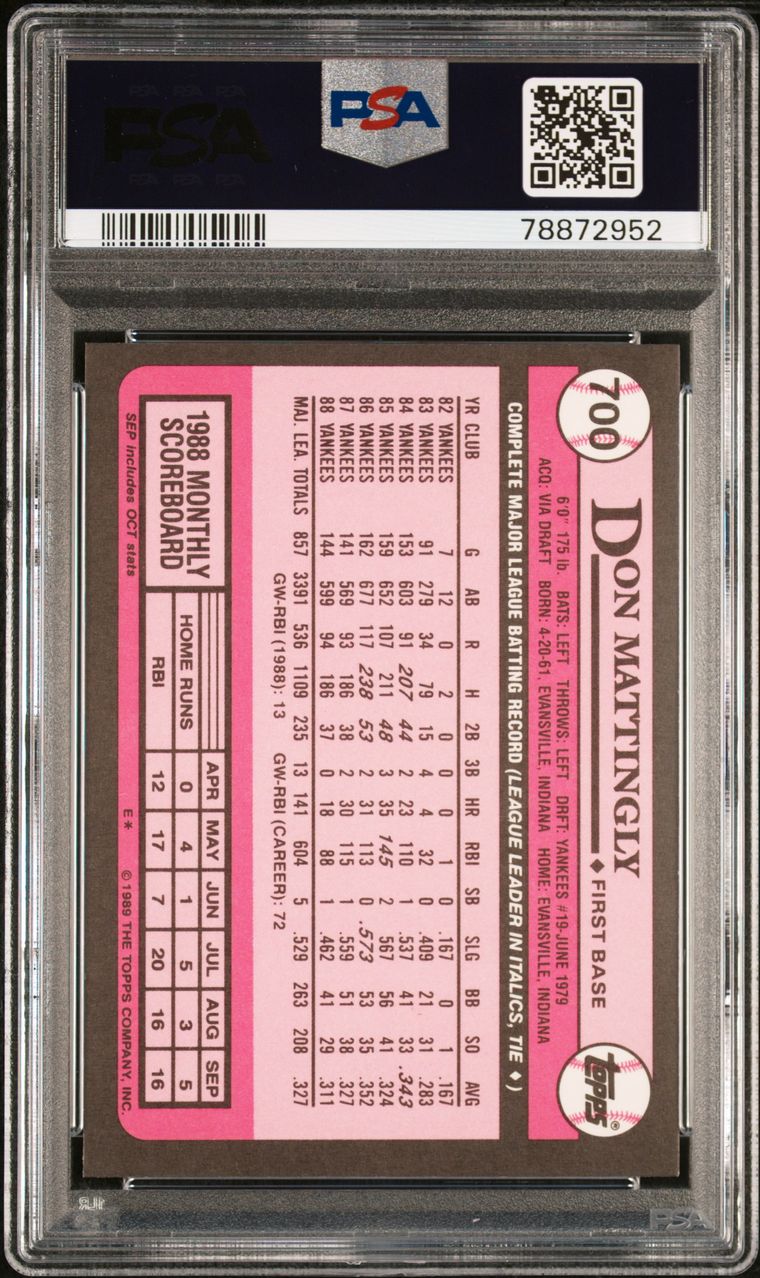 PSA
78872952
700
DON MATTINGLY ♦ FIRST BASE
topps®
6'0" 175 lb. BATS: LEFT THROWS: LEFT DRFT: YANKEES #19-JUNE 1979
ACQ: VIA DRAFT BORN: 4-20-61, EVANSVILLE, INDIANA HOME: EVANSVILLE, INDIANA
COMPLETE MAJOR LEAGUE BATTING RECORD (LEAGUE LEADER IN ITALICS, TIE ♦)
YR CLUB G AB R H 2B 3B HR RBI SB SLG BB SO AVG
82 YANKEES 7 12 0 2 0 0 0 1 0 .167 0 1 .167
83 YANKEES 91 279 34 79 15 4 4 32 0 .409 21 31 .283
84 YANKEES 153 603 91 207 44 2 23 110 1 .537 41 33 .343
85 YANKEES 159 652 107 211 48 3 35 145 2 .567 56 41 .324
86 YANKEES 162 677 117 238 53 2 31 113 0 .573 53 35 .352
87 YANKEES 141 569 93 186 38 2 30 115 1 .559 51 38 .327
88 YANKEES 144 599 94 186 37 0 18 88 1 .462 41 29 .311
MAJ. LEA. TOTALS 857 3391 536 1109 235 13 141 604 5 .529 263 208 .327
GW-RBI (1988): 13 GW-RBI (CAREER): 72
1988 MONTHLY
SCOREBOARD
APR MAY JUN JUL AUG SEP
HOME RUNS 0 4 1 5 3 5
RBI 12 17 7 20 16 16
SEP includes OCT stats
E* © 1989 THE TOPPS COMPANY, INC.
PSA